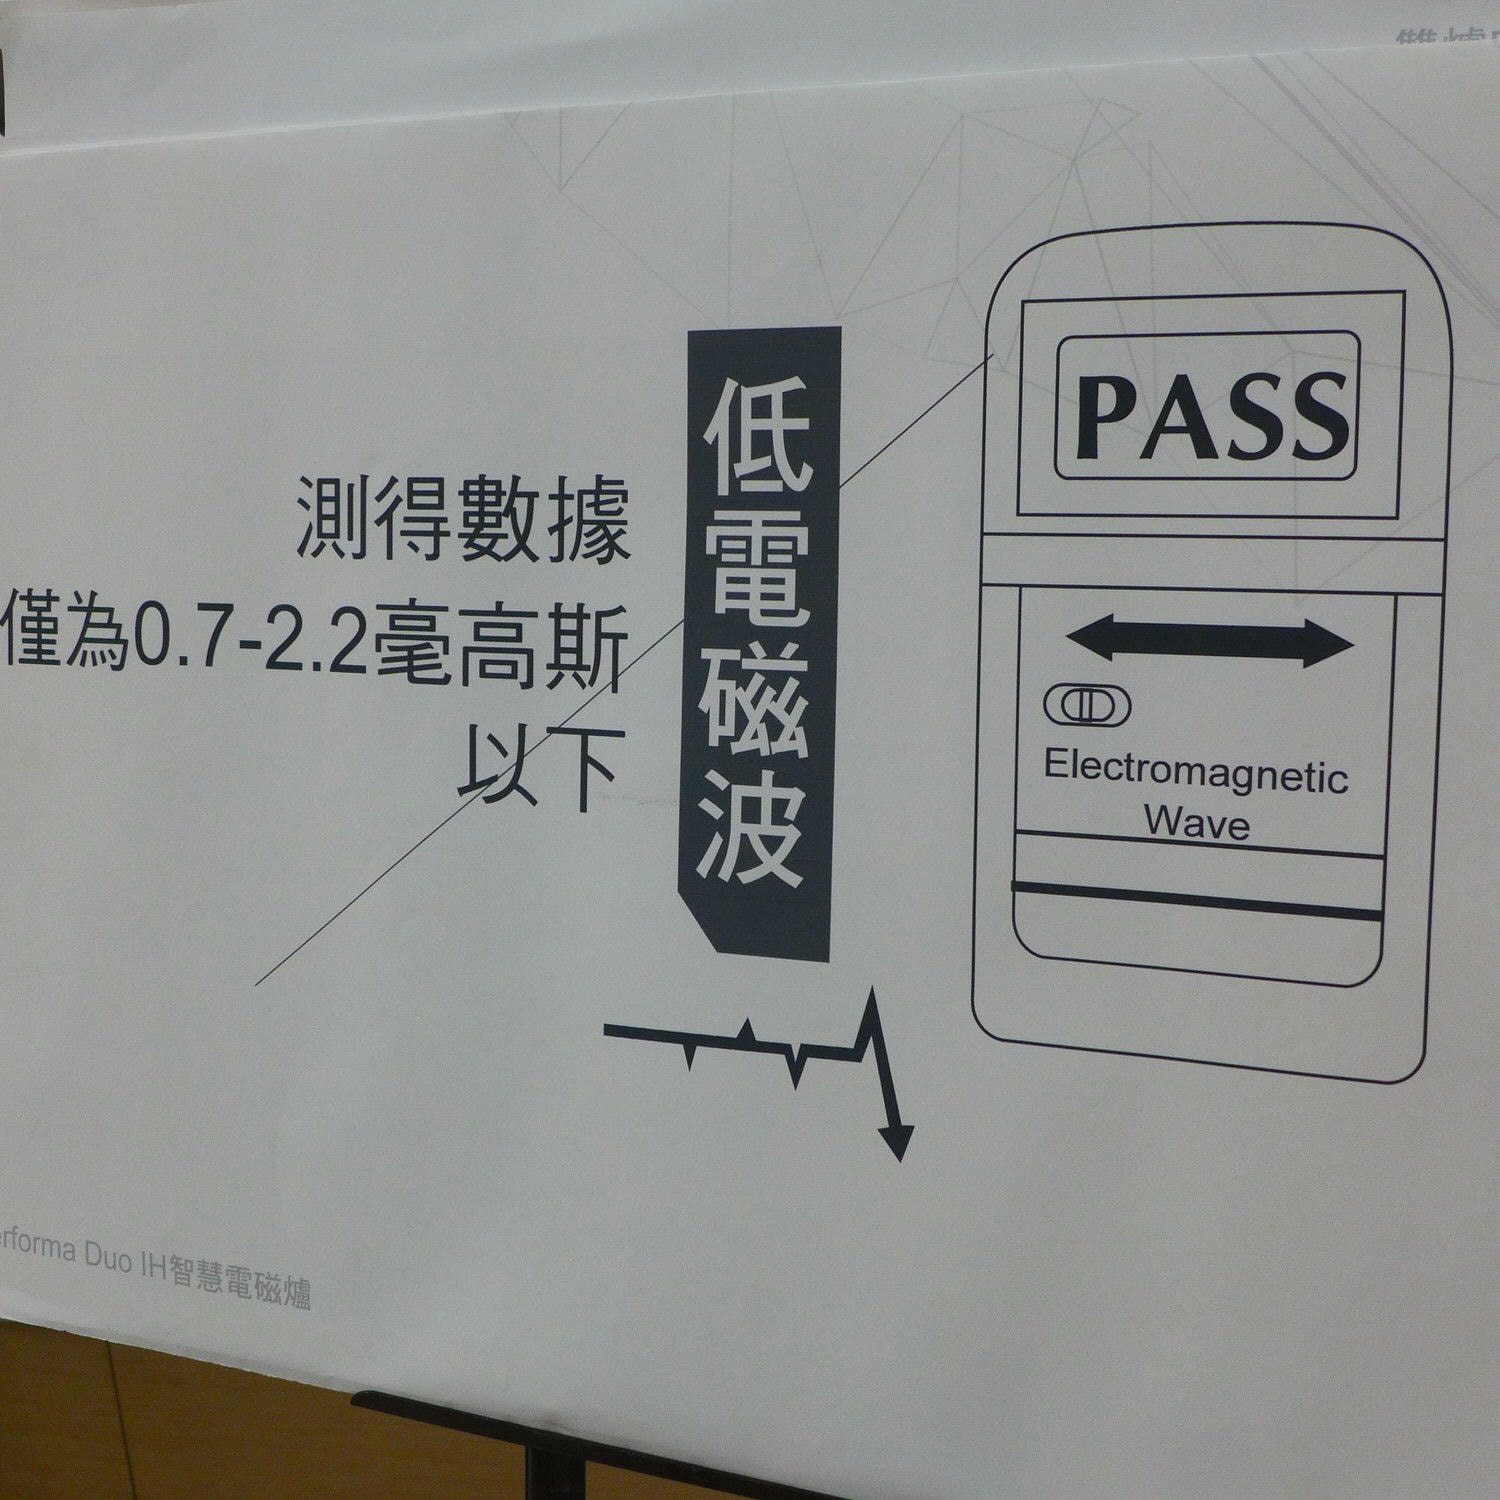 低電磁波
測得數據
僅為0.7-2.2毫高斯
以下
PASS
Electromagnetic
Wave
Duo IH智慧電磁爐